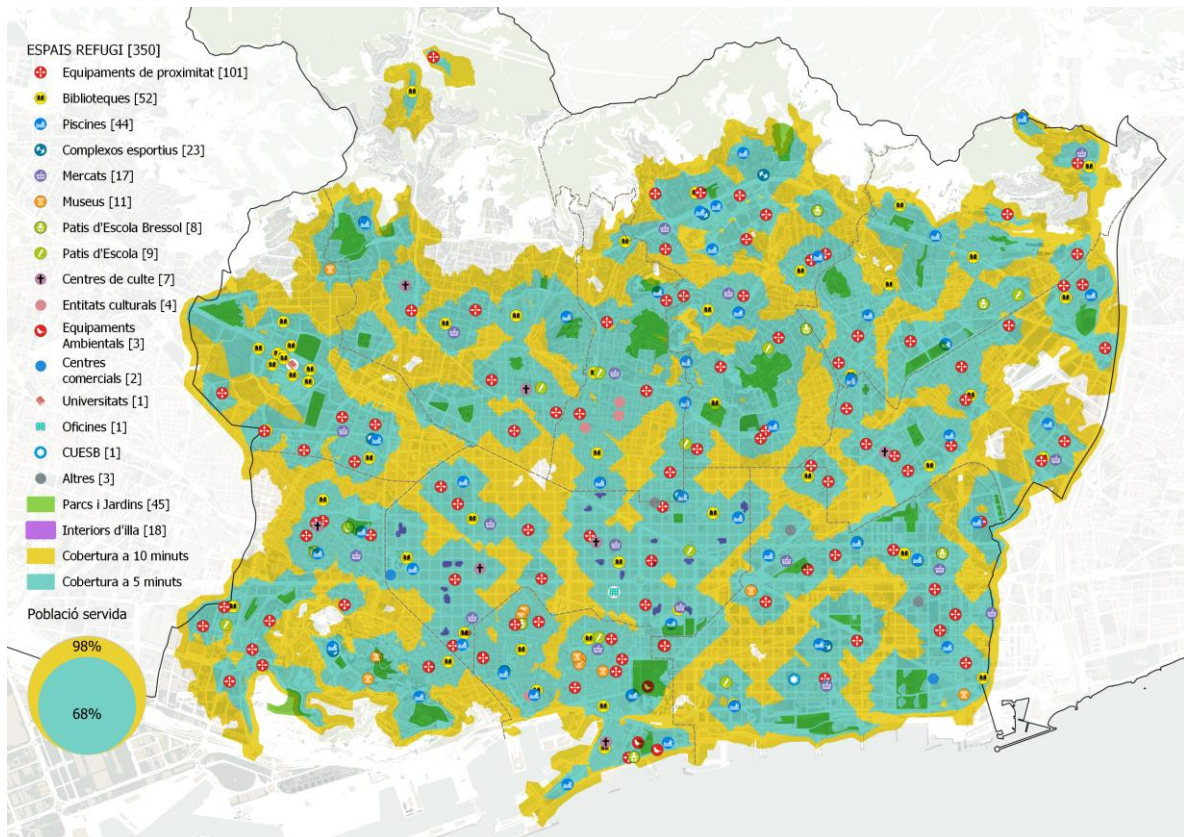 ESPAIS REFUGI [350]
Equipaments de proximitat [101]
Biblioteques [52]
Piscines [44]
Complexos esportius [23]
Mercats [17]
Museus [11]
Patis d'Escola Bressol [8]
Patis d'Escola [9]
Centres de culte [7]
Entitats culturals [4]
Equipaments
Ambientals [3]
Centres
comercials [2]
Universitats [1]
Oficines [1]
CUESB [1]
Altres [3]
Parcs i Jardins [45]
Interiors d'illa [18]
Cobertura a 10 minuts
Cobertura a 5 minuts
Població servida
98%
68%